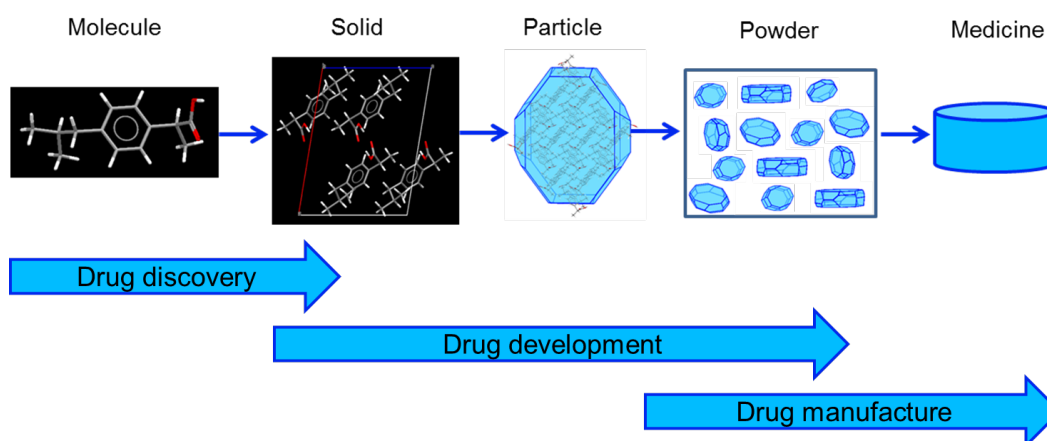 Molecule
Solid
Particle
Powder
Medicine
Drug discovery
Drug development
Drug manufacture